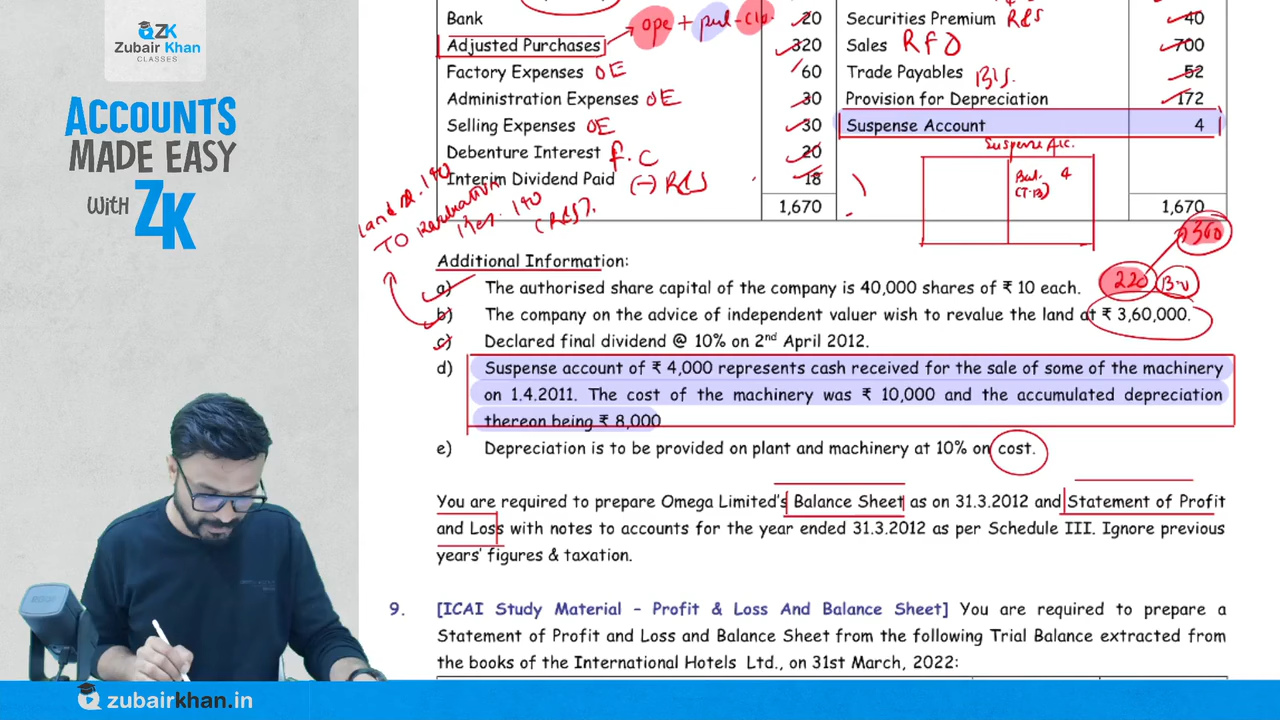 ZK
Zubair Khan
CLASSES
ACCOUNTS
MADE EASY
WITH ZK
Bank 20 Securities Premium R&S 40
Adjusted Purchases ope + pul - clo. 320 Sales RFO 700
Factory Expenses OE 60 Trade Payables B/S. 52
Administration Expenses OE 30 Provision for Depreciation 172
Selling Expenses OE 30 Suspense Account 4
Debenture Interest F.C 20
Suspense A/c.
Interim Dividend Paid (-) R&S 18
Bal. 4
(T.B)
1,670 1,670
Land A/c. 140
TO Revaluation
Res. 140
(R&S).
360
220 B.V
Additional Information:
a) The authorised share capital of the company is 40,000 shares of ₹ 10 each.
b) The company on the advice of independent valuer wish to revalue the land at ₹ 3,60,000.
c) Declared final dividend @ 10% on 2nd April 2012.
d) Suspense account of ₹ 4,000 represents cash received for the sale of some of the machinery
on 1.4.2011. The cost of the machinery was ₹ 10,000 and the accumulated depreciation
thereon being ₹ 8,000
e) Depreciation is to be provided on plant and machinery at 10% on cost.
You are required to prepare Omega Limited's Balance Sheet as on 31.3.2012 and Statement of Profit
and Loss with notes to accounts for the year ended 31.3.2012 as per Schedule III. Ignore previous
years' figures & taxation.
9. [ICAI Study Material – Profit & Loss And Balance Sheet] You are required to prepare a
Statement of Profit and Loss and Balance Sheet from the following Trial Balance extracted from
the books of the International Hotels Ltd., on 31st March, 2022:
zubairkhan.in